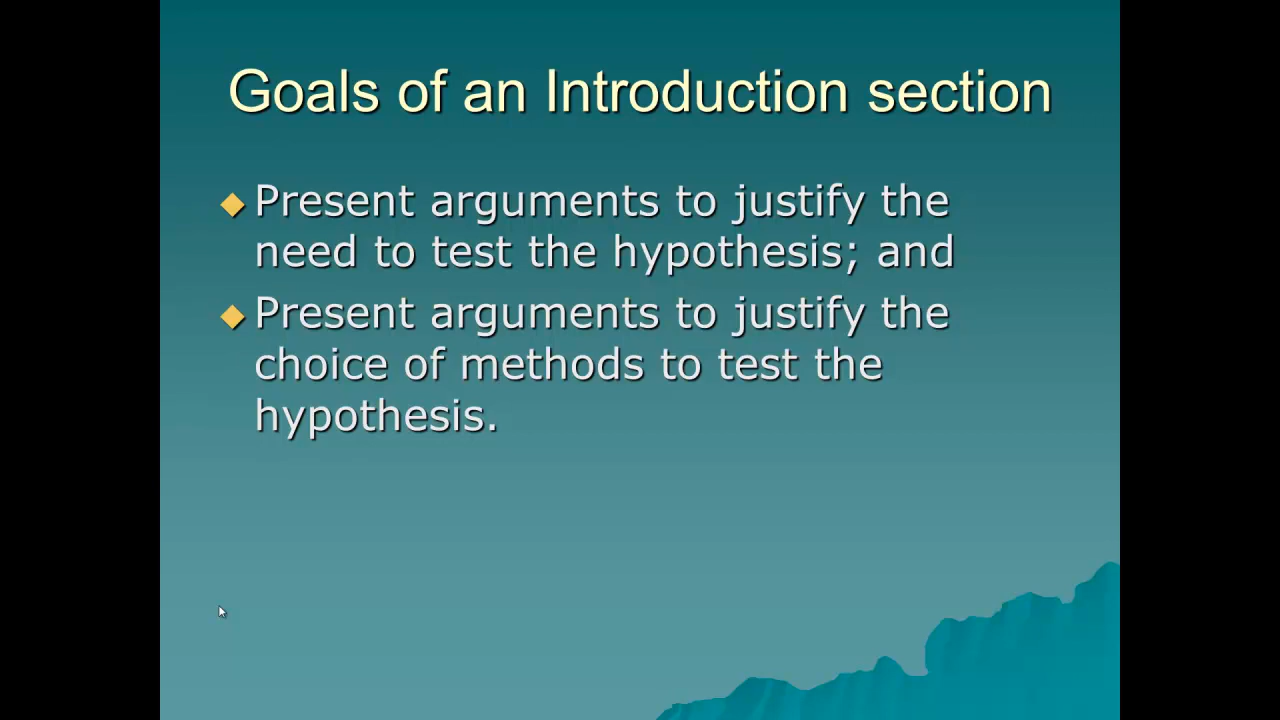 Goals of an Introduction section
Present arguments to justify the
need to test the hypothesis; and
Present arguments to justify the
choice of methods to test the
hypothesis.